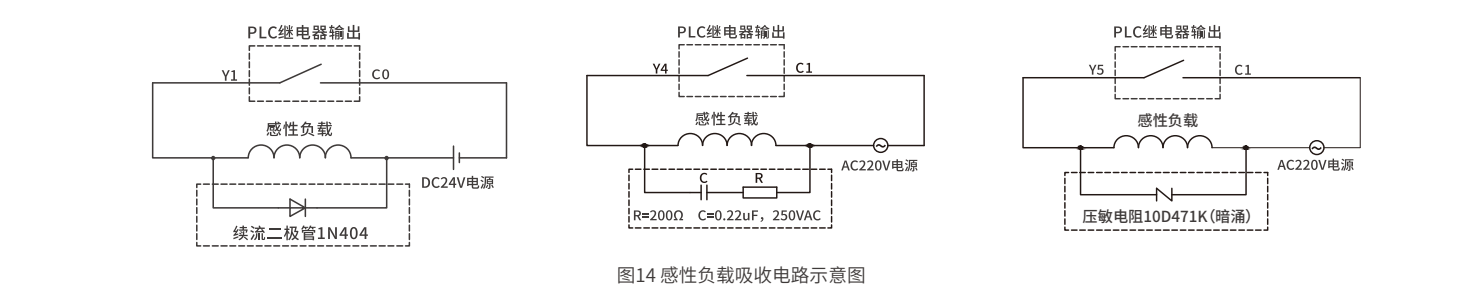 PLC继电器输出
Y1
C0
感性负载
DC24V电源
续流二极管1N404
PLC继电器输出
Y4
C1
感性负载
AC220V电源
C
R
R=200Ω C=0.22uF，250VAC
PLC继电器输出
Y5
C1
感性负载
AC220V电源
压敏电阻10D471K（暗涌）
图14 感性负载吸收电路示意图